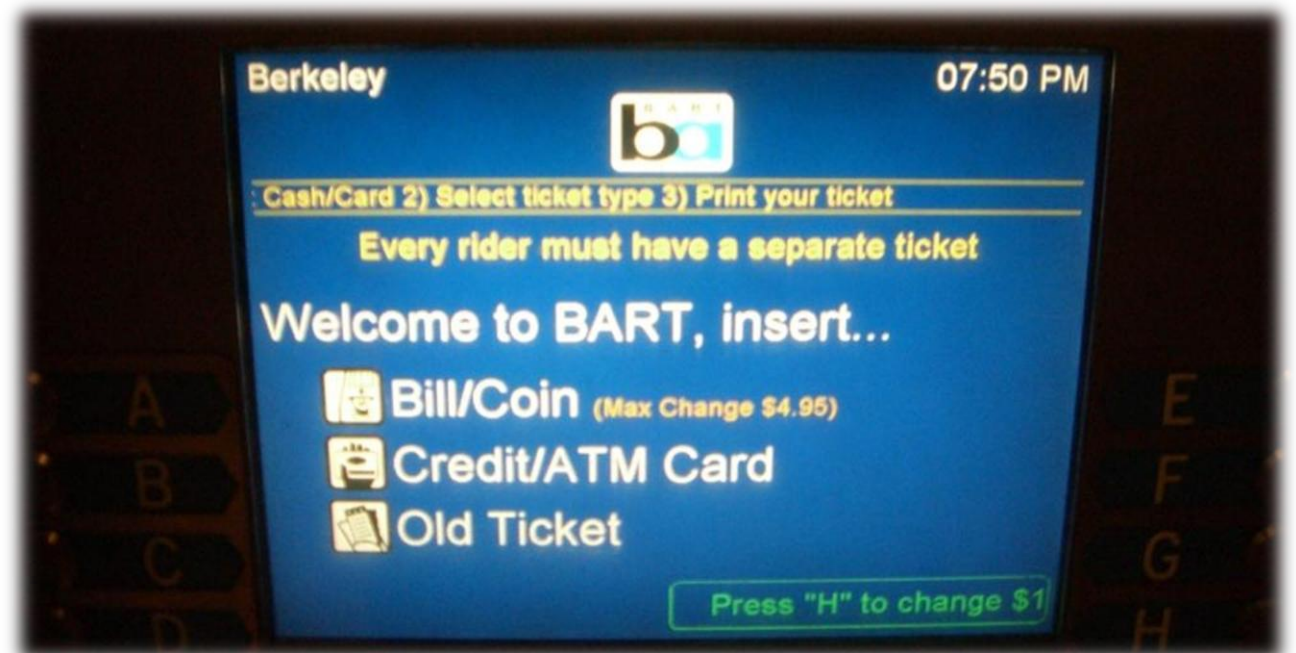 Berkeley
07:50 PM
BART
ba
: Cash/Card 2) Select ticket type 3) Print your ticket
Every rider must have a separate ticket
Welcome to BART, insert...
Bill/Coin (Max Change $4.95)
Credit/ATM Card
Old Ticket
Press "H" to change $1
A
B
C
D
E
F
G
H